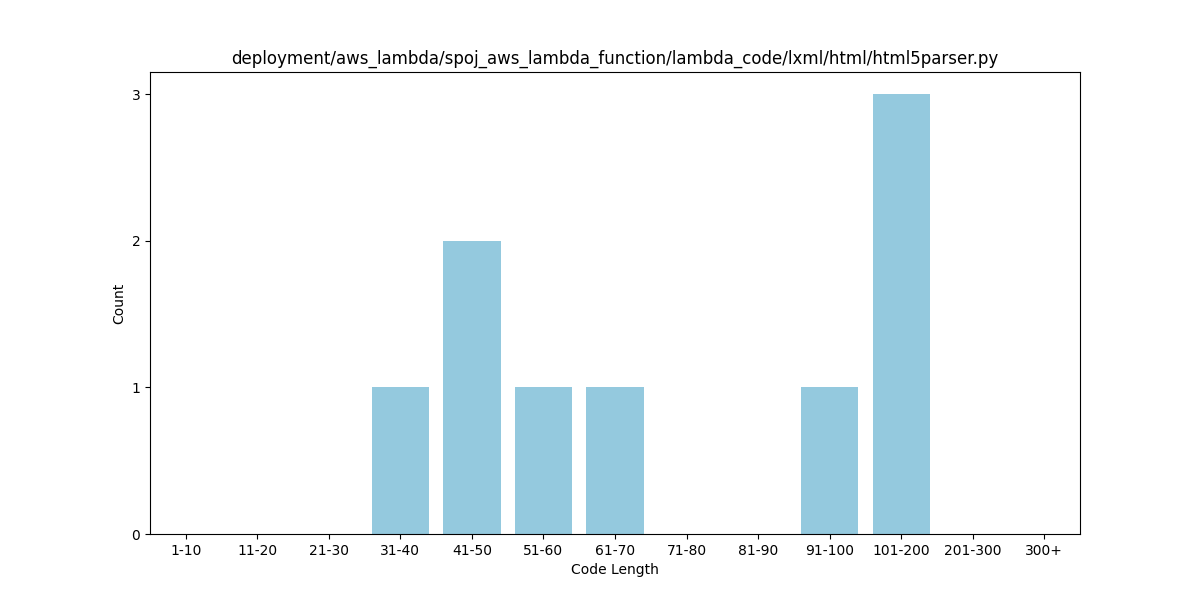 deployment/aws_lambda/spoj_aws_lambda_function/lambda_code/lxml/html/html5parser.py
3
2
1
0
Count
1-10 11-20 21-30 31-40 41-50 51-60 61-70 71-80 81-90 91-100 101-200 201-300 300+
Code Length